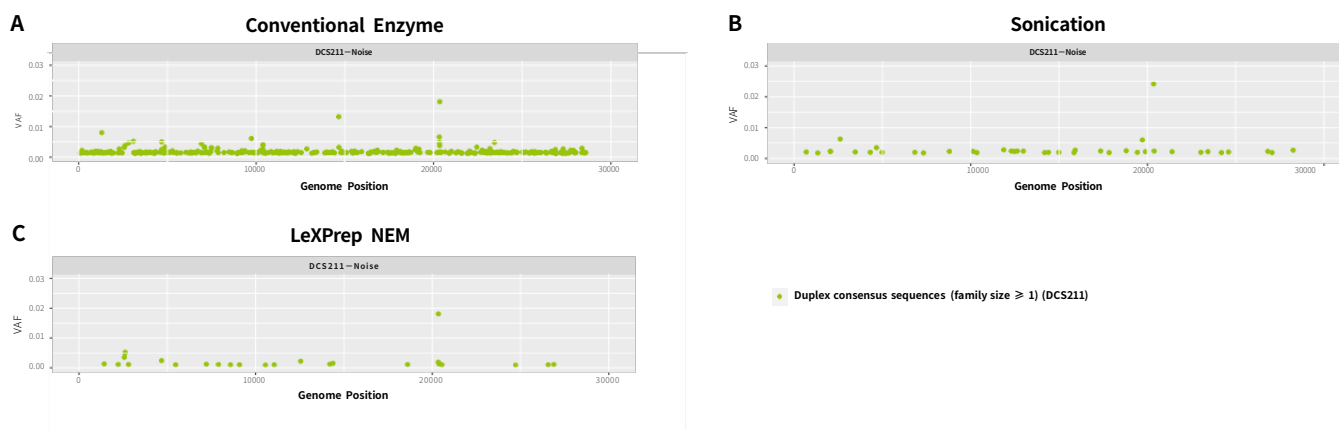 A
Conventional Enzyme
DCS211—Noise
0.03
0.02
0.01
0.00
VAF
0
10000
20000
30000
Genome Position
B
Sonication
DCS211—Noise
0.03
0.02
0.01
0.00
VAF
0
10000
20000
30000
Genome Position
C
LeXPrep NEM
DCS211—Noise
0.03
0.02
0.01
0.00
VAF
0
10000
20000
30000
Genome Position
Duplex consensus sequences (family size ⩾ 1) (DCS211)